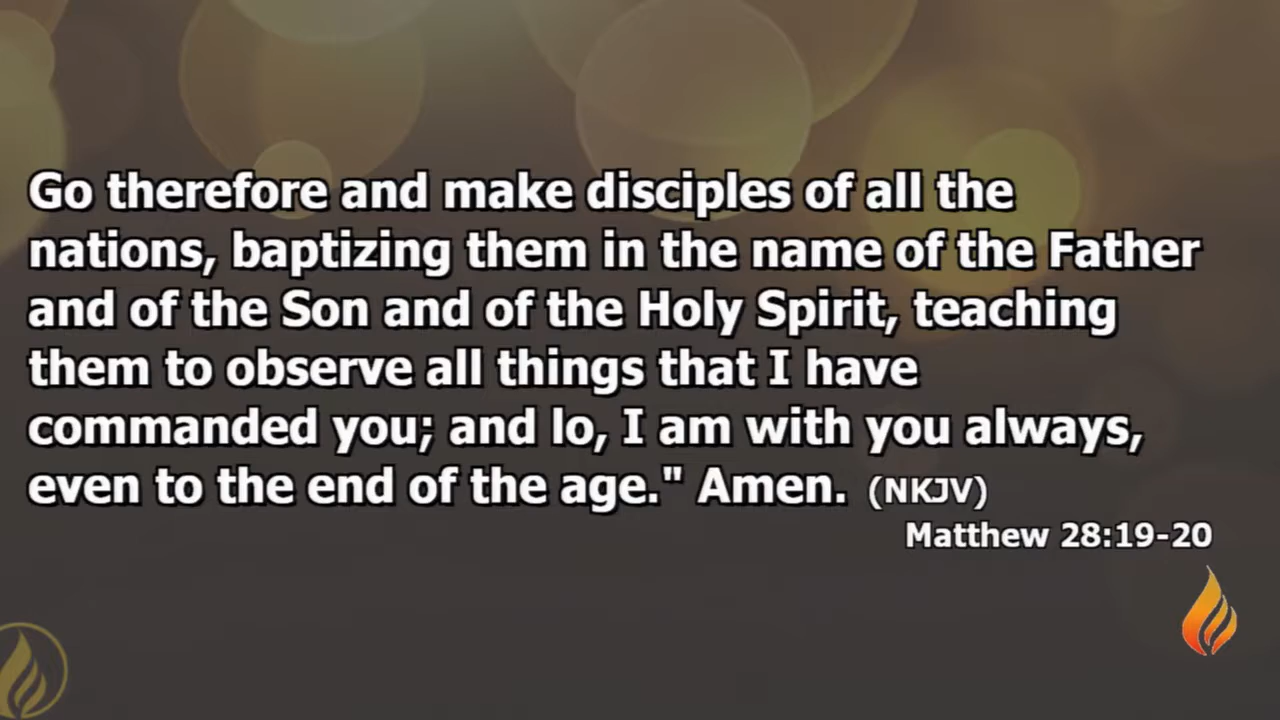 Go therefore and make disciples of all the
nations, baptizing them in the name of the Father
and of the Son and of the Holy Spirit, teaching
them to observe all things that I have
commanded you; and lo, I am with you always,
even to the end of the age." Amen. (NKJV)
Matthew 28:19-20